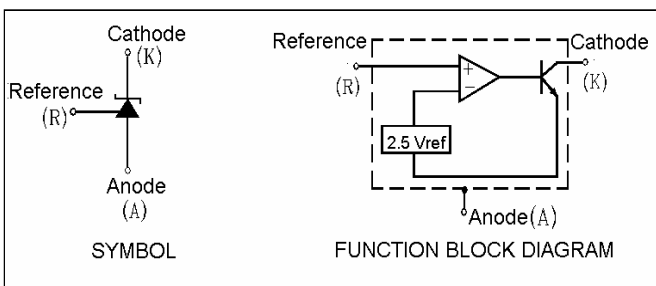 Cathode
(K)
Reference
(R)
Anode
(A)
SYMBOL
Reference
(R)
+
−
2.5 Vref
Cathode
(K)
Anode(A)
FUNCTION BLOCK DIAGRAM